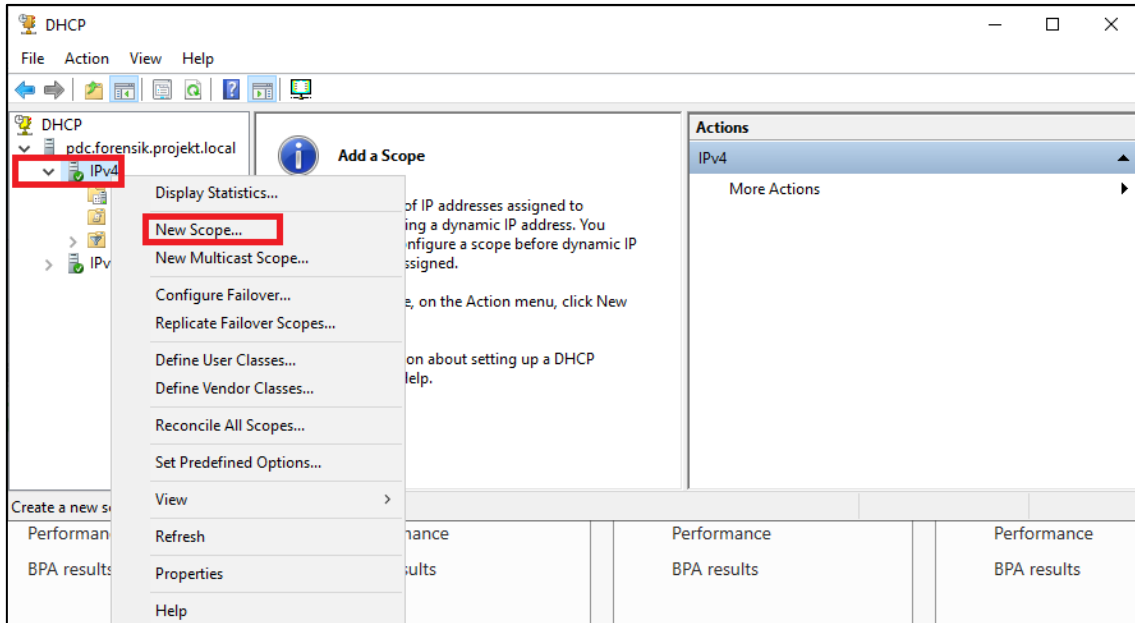 DHCP
File Action View Help
DHCP
pdc.forensik.projekt.local
IPv4
IPv
Display Statistics...
New Scope...
New Multicast Scope...
Configure Failover...
Replicate Failover Scopes...
Define User Classes...
Define Vendor Classes...
Reconcile All Scopes...
Set Predefined Options...
View
Refresh
Properties
Help
Add a Scope
of IP addresses assigned to
ing a dynamic IP address. You
nfigure a scope before dynamic IP
ssigned.
e, on the Action menu, click New
on about setting up a DHCP
Help.
Actions
IPv4
More Actions
Create a new s
Performan
BPA results
mance
sults
Performance
BPA results
Performance
BPA results